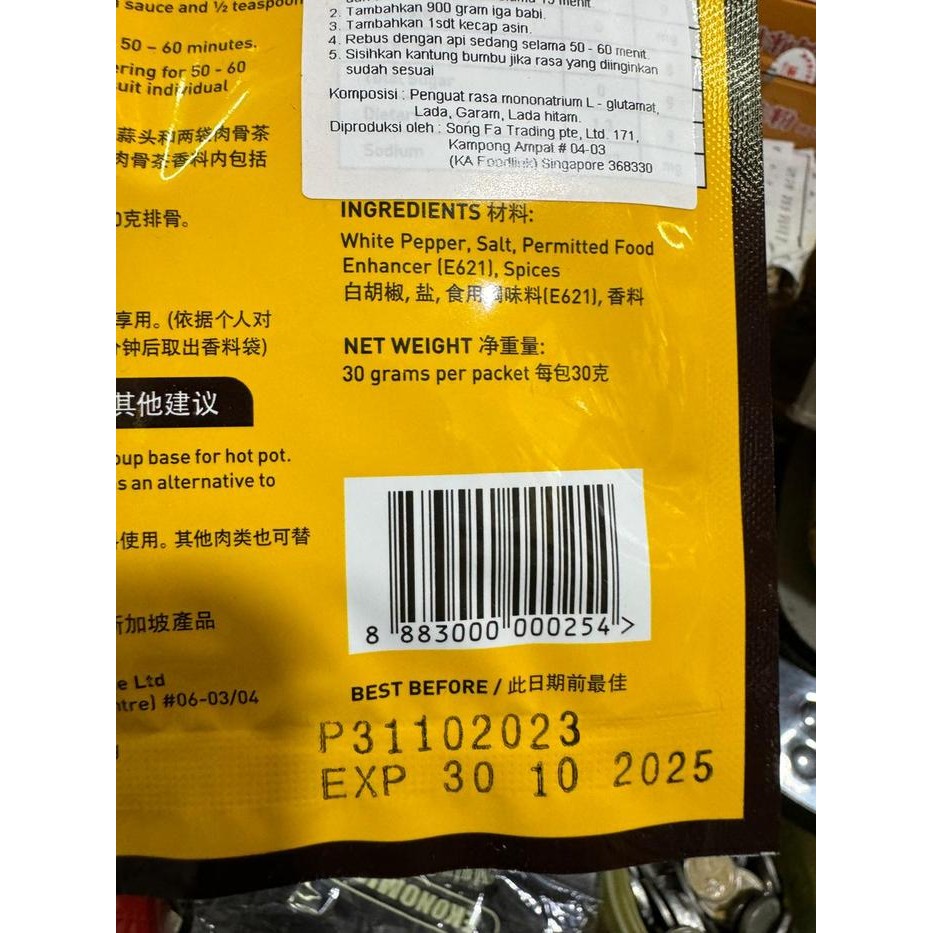 sauce and ½ teaspoon
50 – 60 minutes.
ering for 50 - 60
uit individual
蒜头和两袋肉骨茶
肉骨茶香料内包括
0克排骨。
享用。(依据个人对
钟后取出香料袋)
其他建议
oup base for hot pot.
s an alternative to
使用。其他肉类也可替
新加坡產品
e Ltd
ntre) #06-03/04
2. Tambahkan 900 gram iga babi.
3. Tambahkan 1sdt kecap asin.
4. Rebus dengan api sedang selama 50 - 60 menit.
5. Sisihkan kantung bumbu jika rasa yang diinginkan
sudah sesuai
Komposisi : Penguat rasa mononatrium L - glutamat,
Lada, Garam, Lada hitam.
Diproduksi oleh : Song Fa Trading pte, Ltd. 171,
Kampong Ampat # 04-03
(KA Foodlink) Singapore 368330
Sodium
INGREDIENTS 材料:
White Pepper, Salt, Permitted Food
Enhancer (E621), Spices
白胡椒, 盐, 食用调味料(E621), 香料
NET WEIGHT 净重量:
30 grams per packet 每包30克
8 883000 000254 >
BEST BEFORE / 此日期前最佳
P31102023
EXP 30 10 2025
EKONOMI